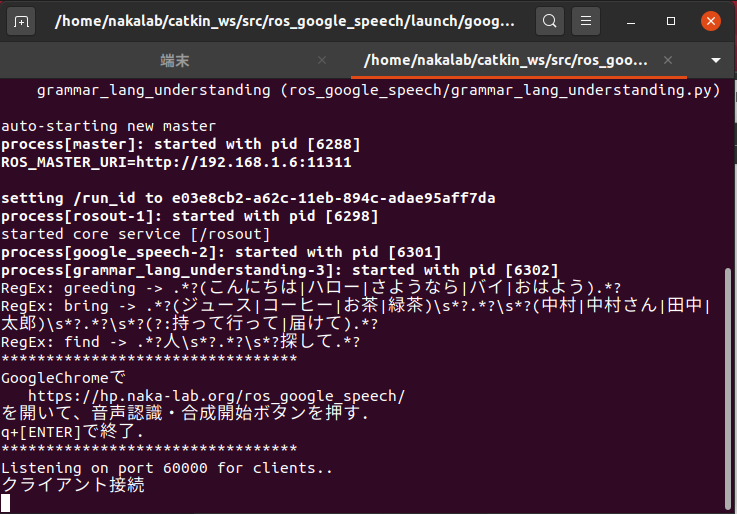 /home/nakalab/catkin_ws/src/ros_google_speech/launch/goog...
端末
/home/nakalab/catkin_ws/src/ros_goo...
grammar_lang_understanding (ros_google_speech/grammar_lang_understanding.py)
auto-starting new master
process[master]: started with pid [6288]
ROS_MASTER_URI=http://192.168.1.6:11311
setting /run_id to e03e8cb2-a62c-11eb-894c-adae95aff7da
process[rosout-1]: started with pid [6298]
started core service [/rosout]
process[google_speech-2]: started with pid [6301]
process[grammar_lang_understanding-3]: started with pid [6302]
RegEx: greeding -> .*?(こんにちは|ハロー|さようなら|バイ|おはよう).*?
RegEx: bring -> .*?(ジュース|コーヒー|お茶|緑茶)\s*?.*?\s*?(中村|中村さん|田中|
太郎)\s*?.*?\s*?(?:持って行って|届けて).*?
RegEx: find -> .*?人\s*?.*?\s*?探して.*?
*********************************
GoogleChromeで
https://hp.naka-lab.org/ros_google_speech/
を開いて、音声認識・合成開始ボタンを押す．
q+[ENTER]で終了．
*********************************
Listening on port 60000 for clients..
クライアント接続